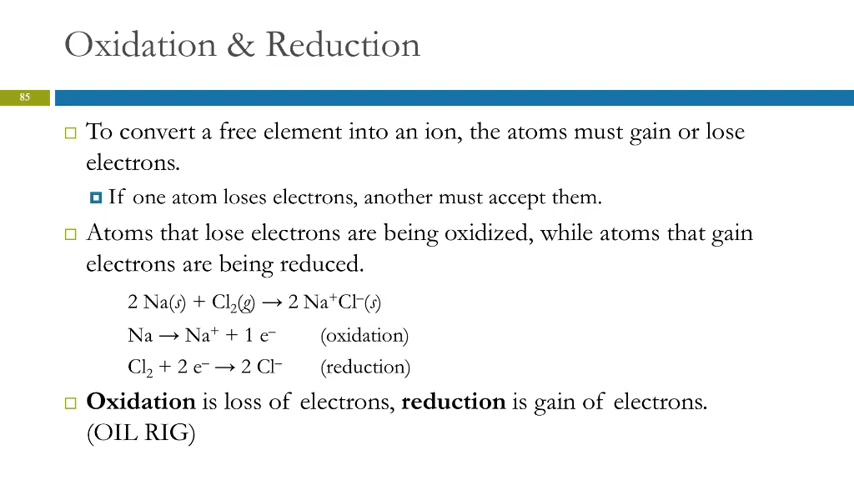 Oxidation & Reduction
85
To convert a free element into an ion, the atoms must gain or lose
electrons.
If one atom loses electrons, another must accept them.
Atoms that lose electrons are being oxidized, while atoms that gain
electrons are being reduced.
2 Na(s) + Cl₂(g) → 2 Na⁺Cl⁻(s)
Na → Na⁺ + 1 e⁻ (oxidation)
Cl₂ + 2 e⁻ → 2 Cl⁻ (reduction)
Oxidation is loss of electrons, reduction is gain of electrons.
(OIL RIG)